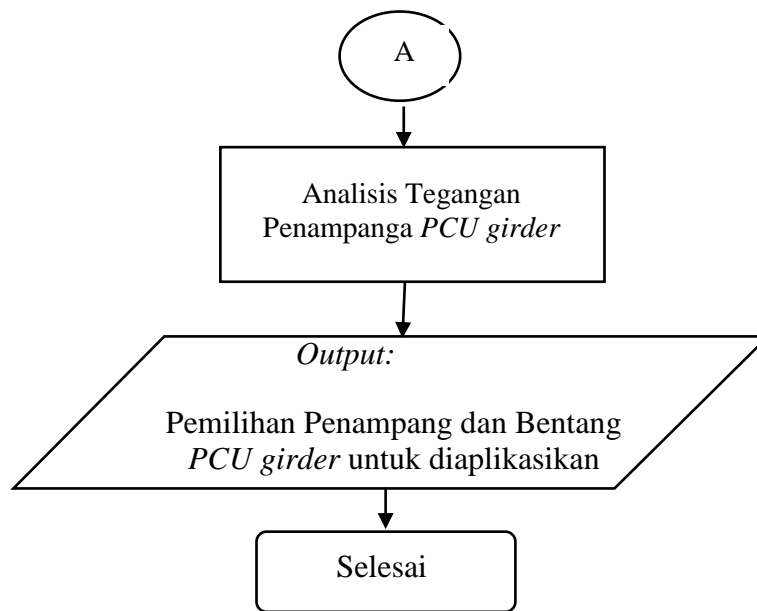 A
Analisis Tegangan
Penampanga PCU girder
Output:
Pemilihan Penampang dan Bentang
PCU girder untuk diaplikasikan
Selesai